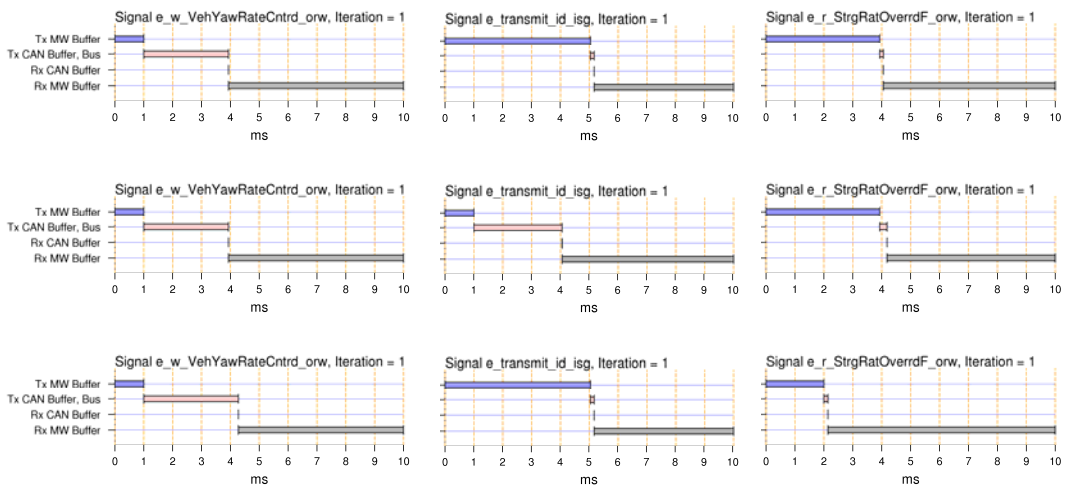 Signal e_w_VehYawRateCntrd_orw, Iteration = 1
Tx MW Buffer
Tx CAN Buffer, Bus
Rx CAN Buffer
Rx MW Buffer
0 1 2 3 4 5 6 7 8 9 10
ms
Signal e_transmit_id_isg, Iteration = 1
0 1 2 3 4 5 6 7 8 9 10
ms
Signal e_r_StrgRatOverrdF_orw, Iteration = 1
0 1 2 3 4 5 6 7 8 9 10
ms
Signal e_w_VehYawRateCntrd_orw, Iteration = 1
Tx MW Buffer
Tx CAN Buffer, Bus
Rx CAN Buffer
Rx MW Buffer
0 1 2 3 4 5 6 7 8 9 10
ms
Signal e_transmit_id_isg, Iteration = 1
0 1 2 3 4 5 6 7 8 9 10
ms
Signal e_r_StrgRatOverrdF_orw, Iteration = 1
0 1 2 3 4 5 6 7 8 9 10
ms
Signal e_w_VehYawRateCntrd_orw, Iteration = 1
Tx MW Buffer
Tx CAN Buffer, Bus
Rx CAN Buffer
Rx MW Buffer
0 1 2 3 4 5 6 7 8 9 10
ms
Signal e_transmit_id_isg, Iteration = 1
0 1 2 3 4 5 6 7 8 9 10
ms
Signal e_r_StrgRatOverrdF_orw, Iteration = 1
0 1 2 3 4 5 6 7 8 9 10
ms